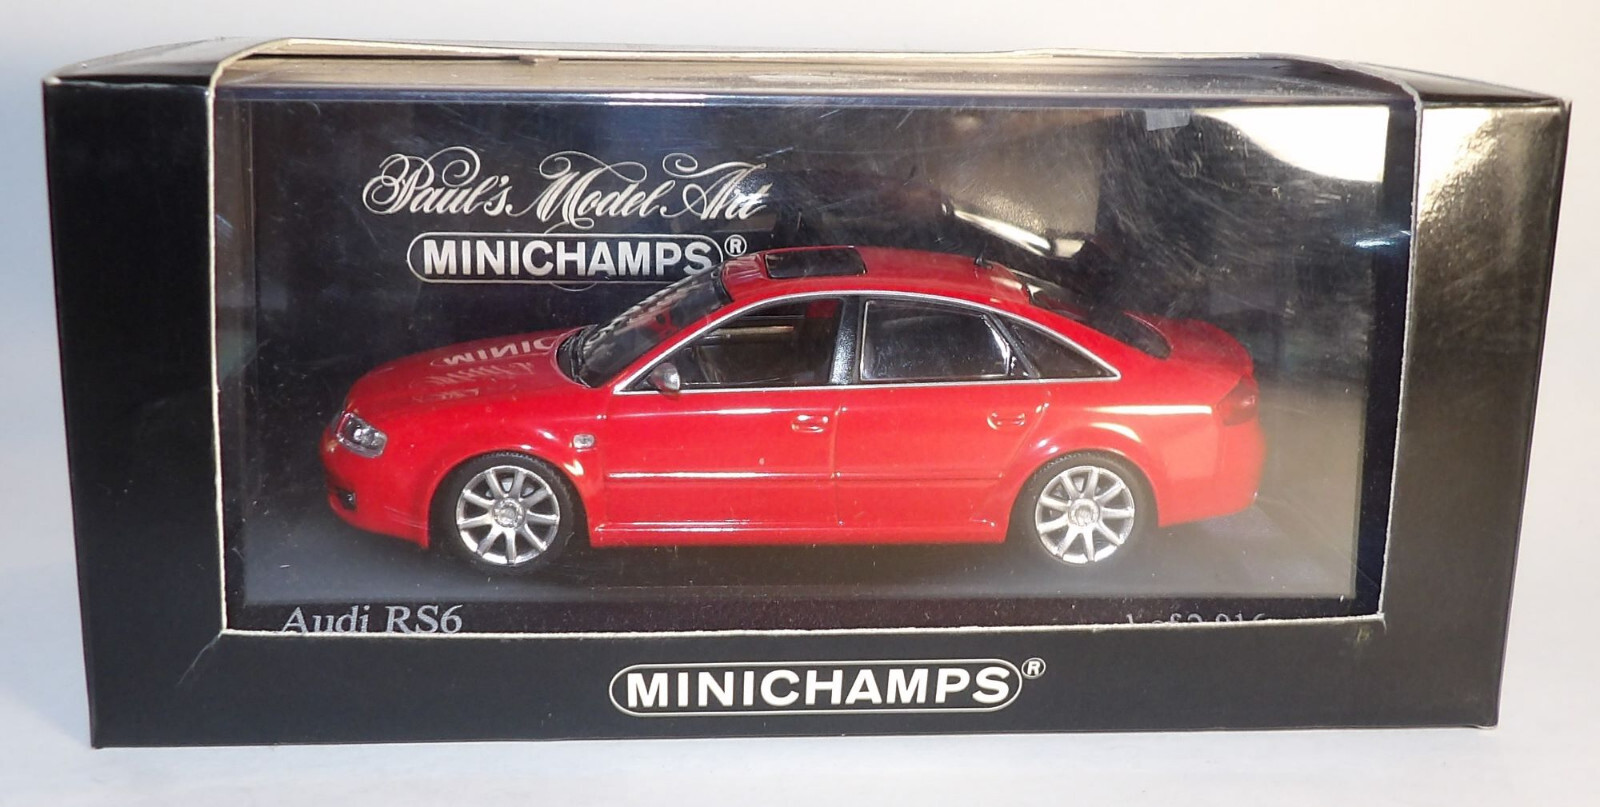 Paul's Model Art
MINICHAMPS®
Audi RS6
MINICHAMPS®